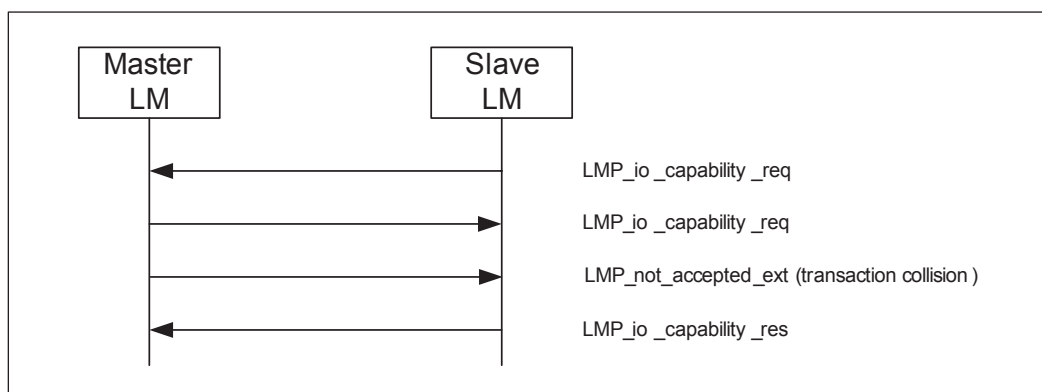 Master
LM
Slave
LM
LMP_io _capability _req
LMP_io _capability _req
LMP_not_accepted_ext (transaction collision )
LMP_io _capability _res